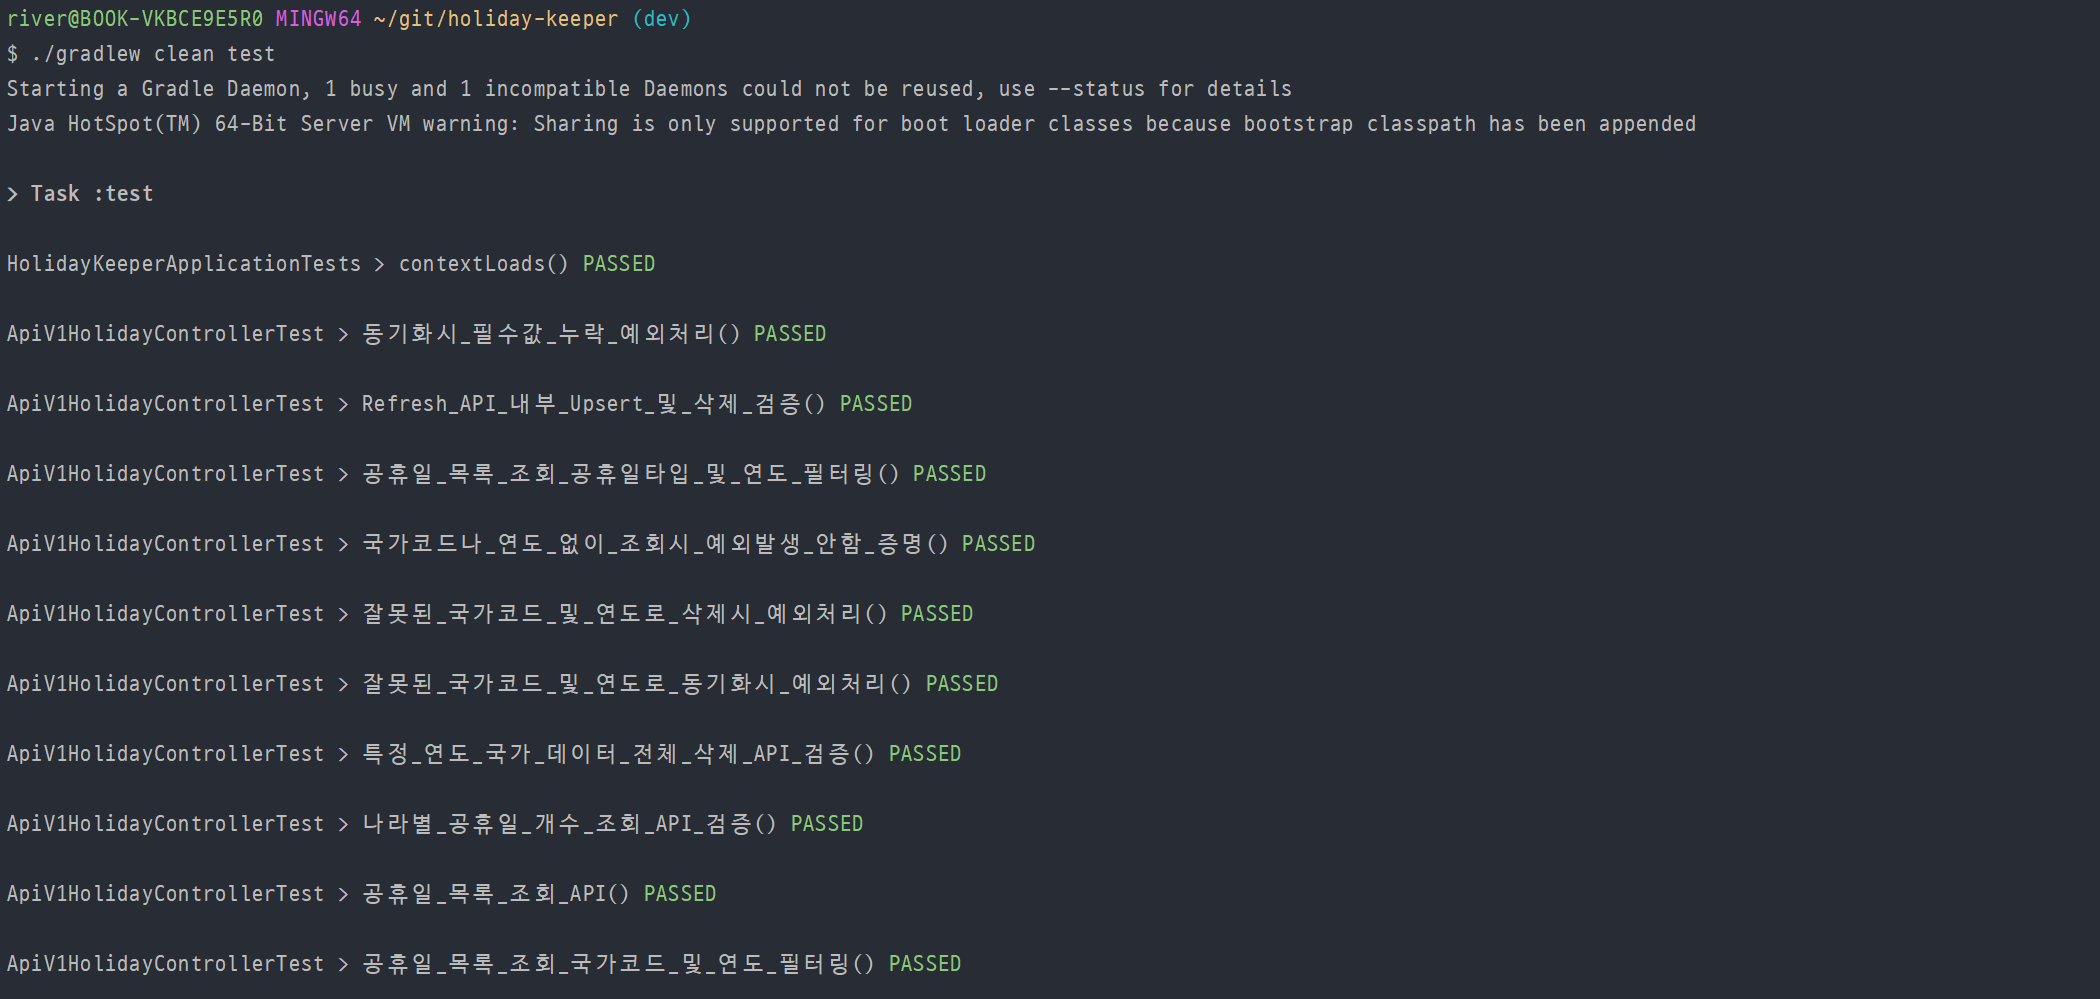 river@BOOK-VKBCE9E5R0 MINGW64 ~/git/holiday-keeper (dev)
$ ./gradlew clean test
Starting a Gradle Daemon, 1 busy and 1 incompatible Daemons could not be reused, use --status for details
Java HotSpot(TM) 64-Bit Server VM warning: Sharing is only supported for boot loader classes because bootstrap classpath has been appended
> Task :test
HolidayKeeperApplicationTests > contextLoads() PASSED
ApiV1HolidayControllerTest > 동기화시_필수값_누락_예외처리() PASSED
ApiV1HolidayControllerTest > Refresh_API_내부_Upsert_및_삭제_검증() PASSED
ApiV1HolidayControllerTest > 공휴일_목록_조회_공휴일타입_및_연도_필터링() PASSED
ApiV1HolidayControllerTest > 국가코드나_연도_없이_조회시_예외발생_안함_증명() PASSED
ApiV1HolidayControllerTest > 잘못된_국가코드_및_연도로_삭제시_예외처리() PASSED
ApiV1HolidayControllerTest > 잘못된_국가코드_및_연도로_동기화시_예외처리() PASSED
ApiV1HolidayControllerTest > 특정_연도_국가_데이터_전체_삭제_API_검증() PASSED
ApiV1HolidayControllerTest > 나라별_공휴일_개수_조회_API_검증() PASSED
ApiV1HolidayControllerTest > 공휴일_목록_조회_API() PASSED
ApiV1HolidayControllerTest > 공휴일_목록_조회_국가코드_및_연도_필터링() PASSED